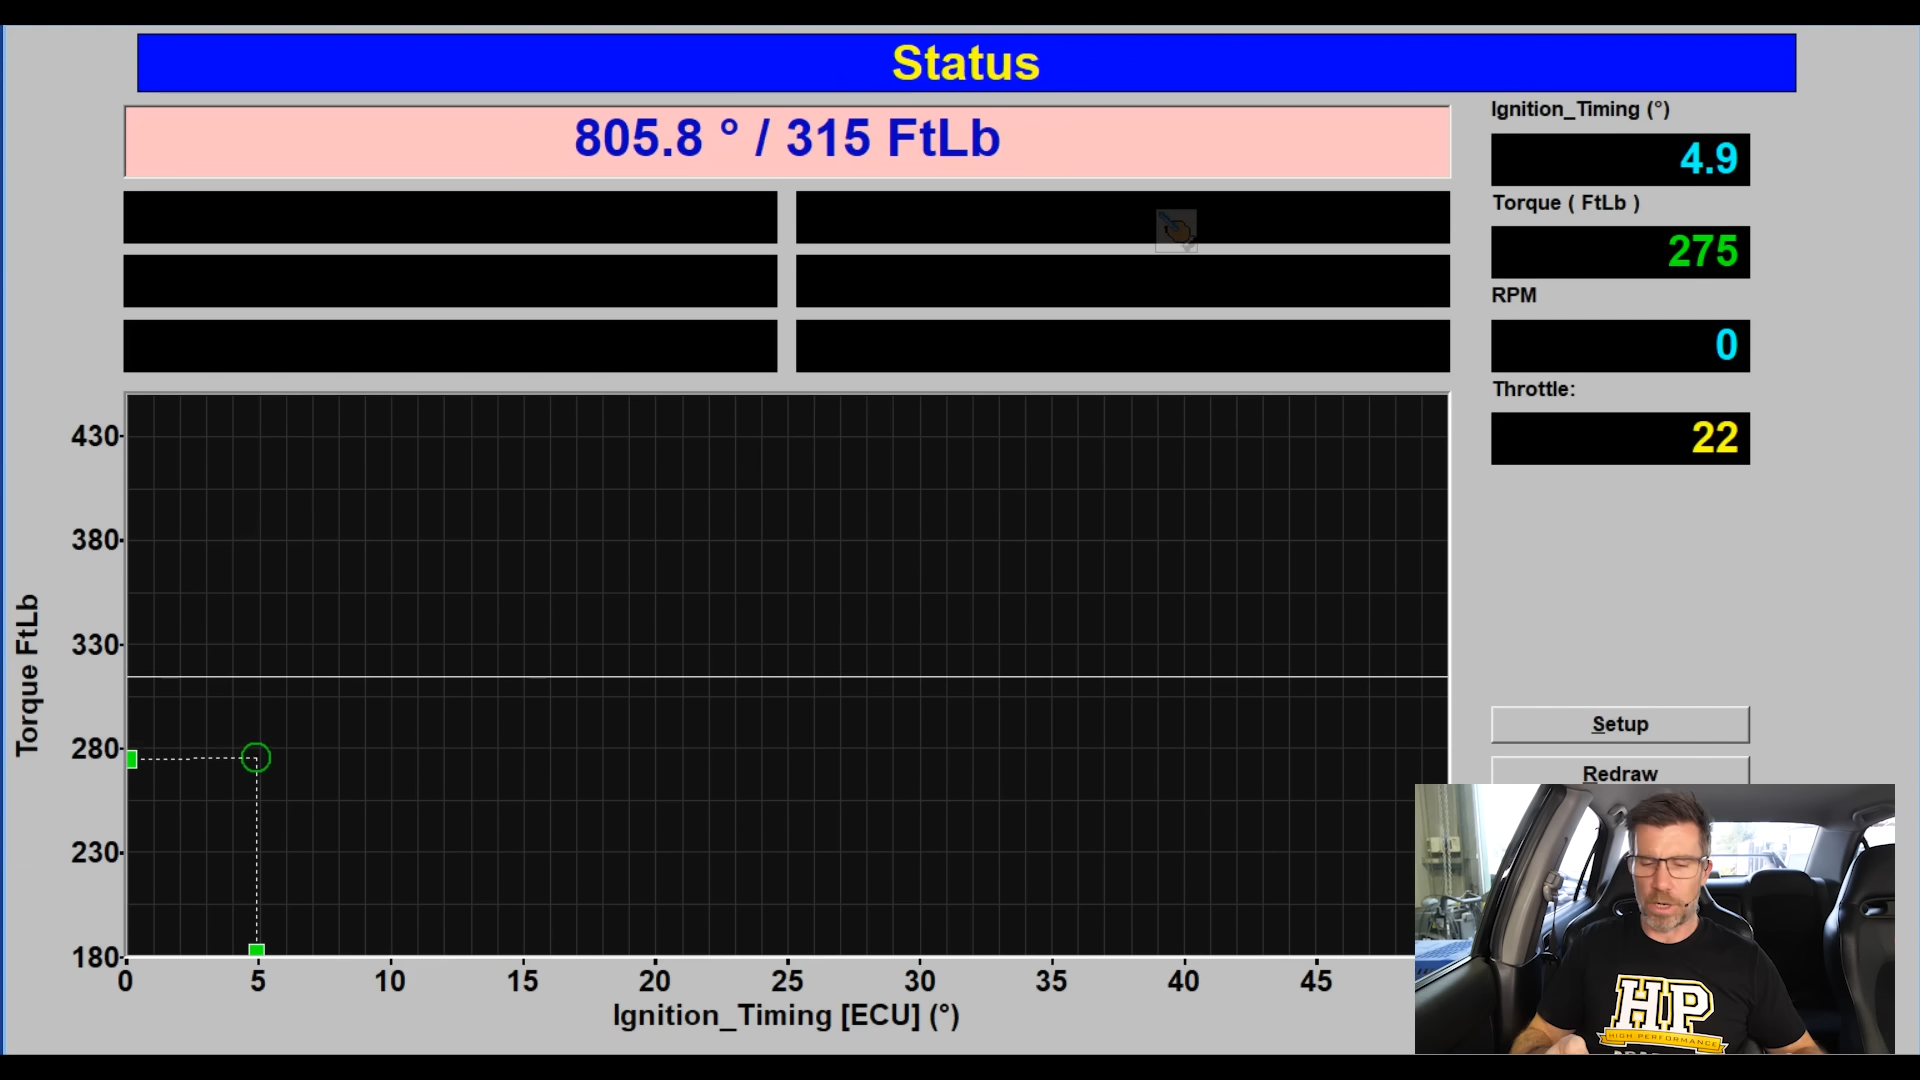 Status
805.8 ° / 315 FtLb
Ignition_Timing (°)
4.9
Torque ( FtLb )
275
RPM
0
Throttle:
22
Setup
Redraw
430
380
330
280
230
180
Torque FtLb
0 5 10 15 20 25 30 35 40 45
Ignition_Timing [ECU] (°)
HP
HIGH PERFORMANCE